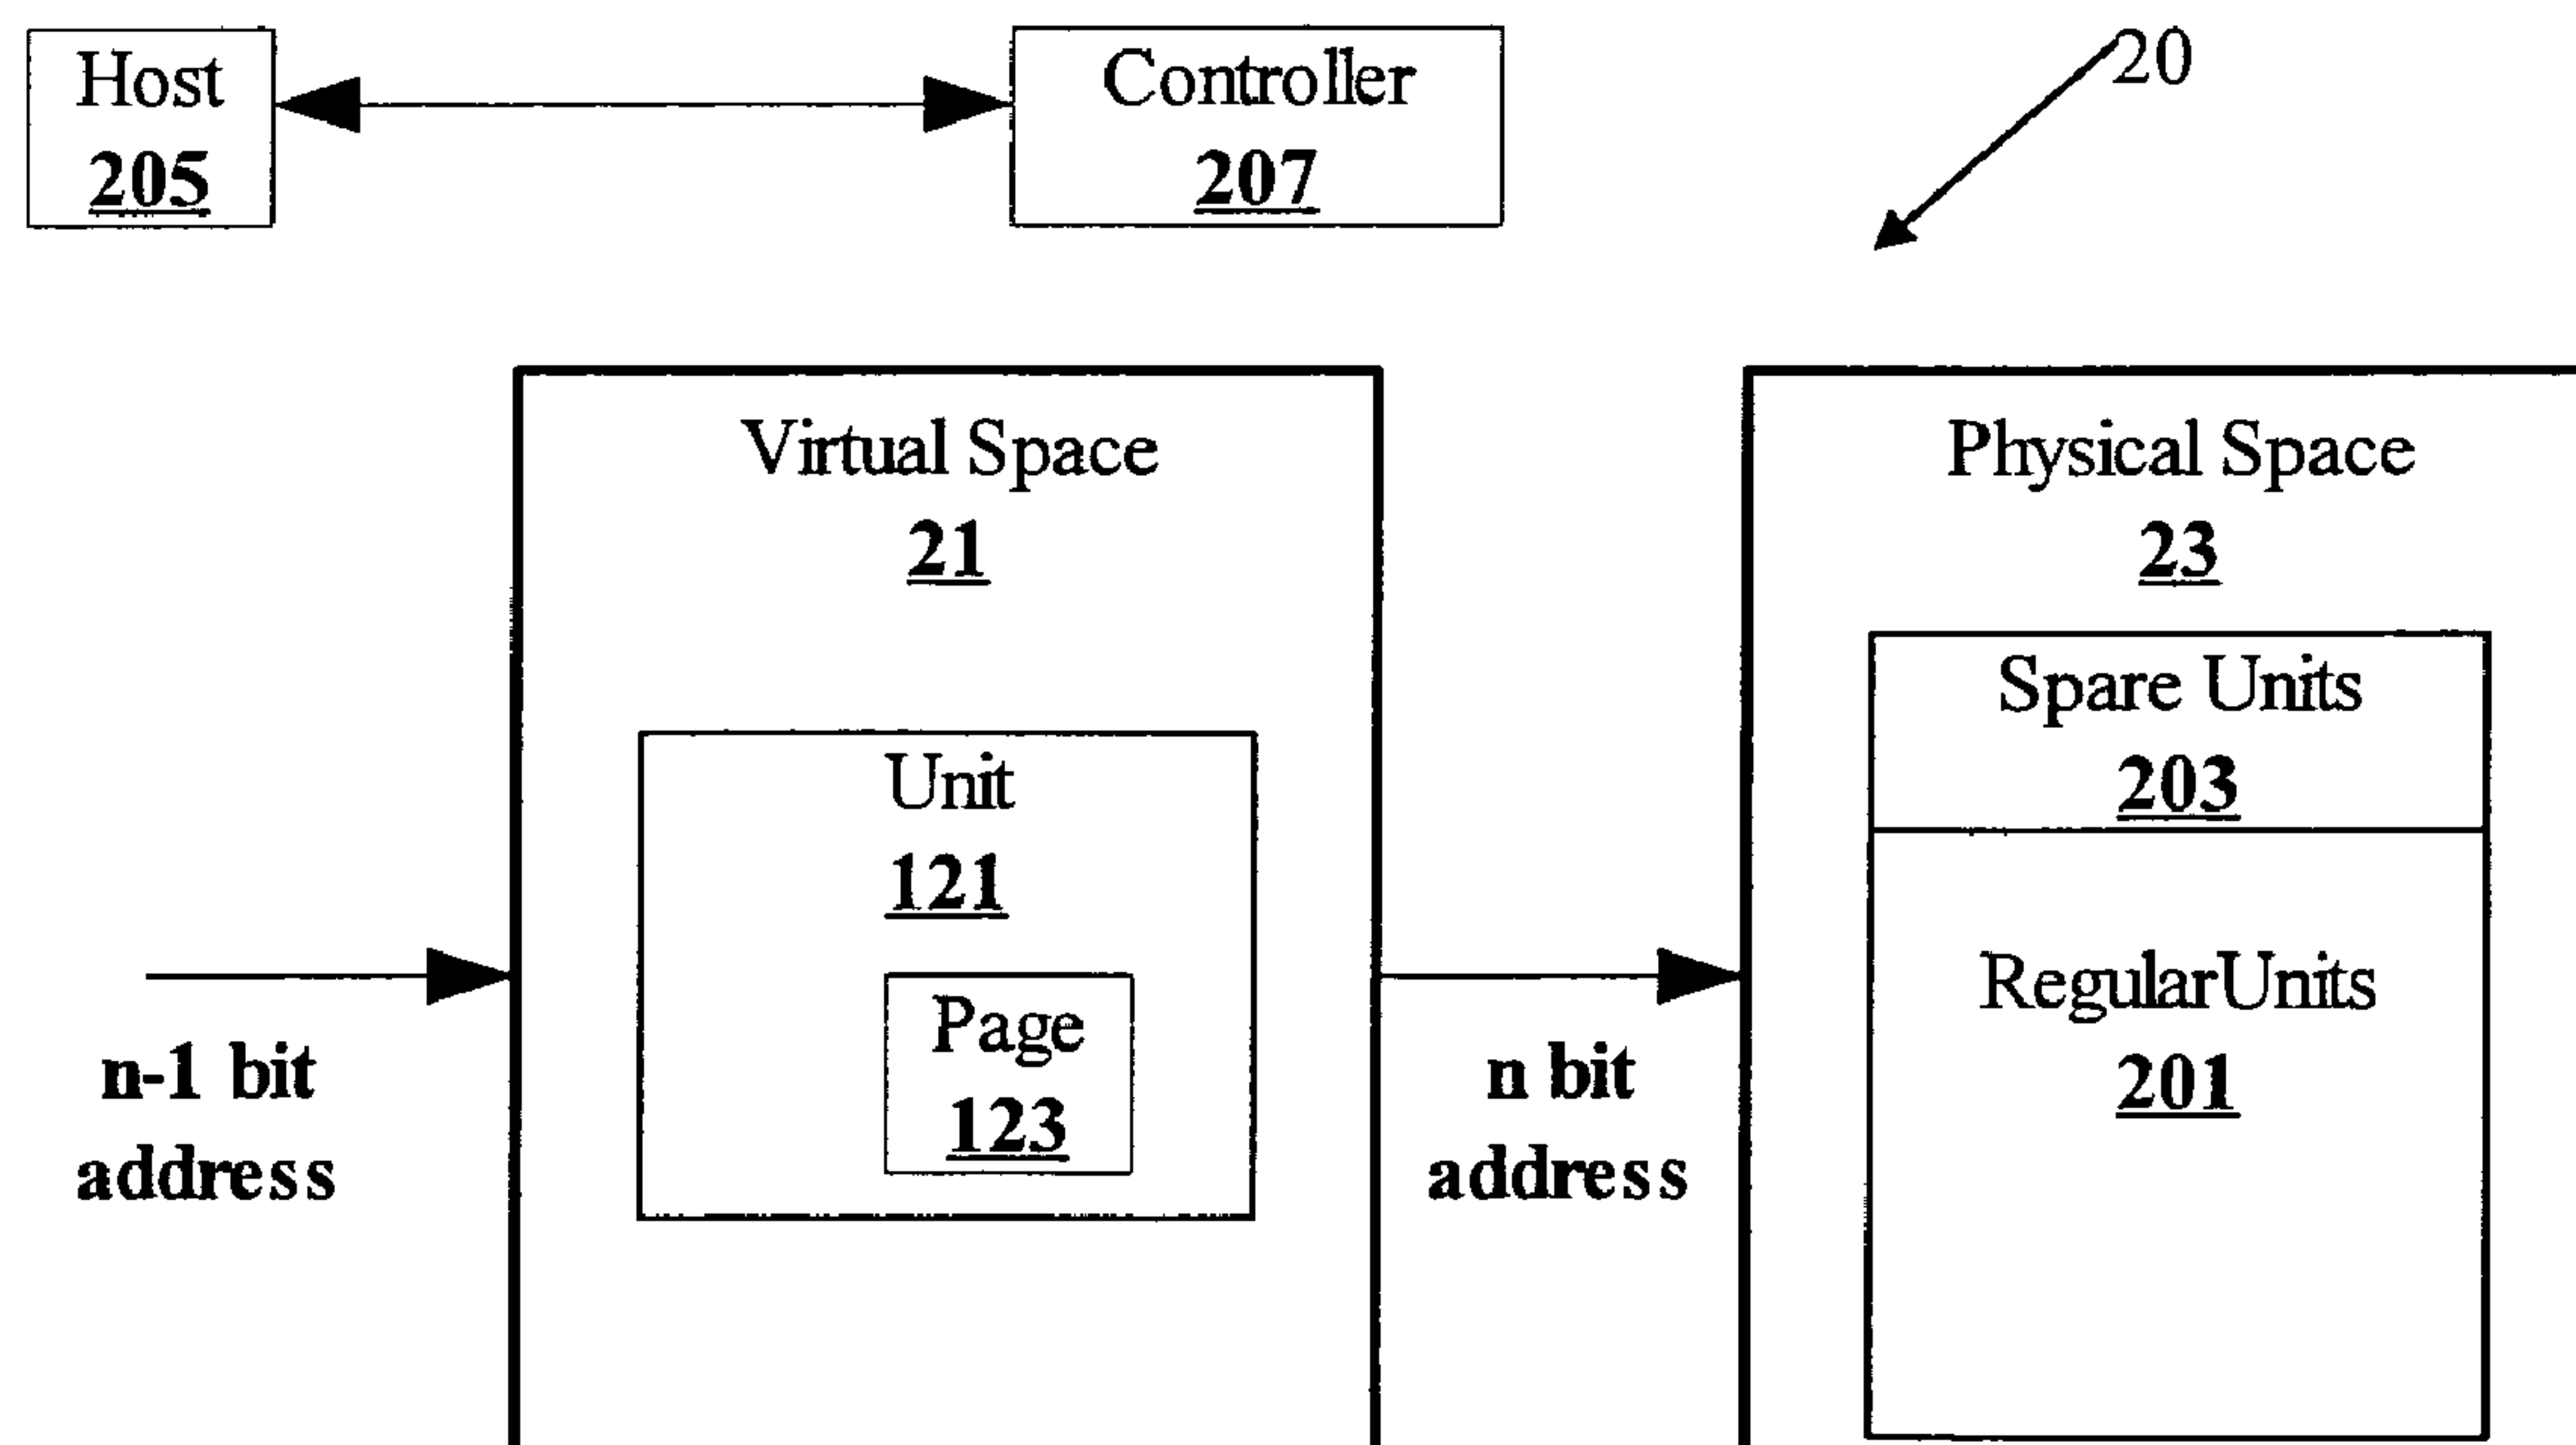 Host
205
Controller
207
20
Virtual Space
21
Physical Space
23
Spare Units
203
Unit
121
RegularUnits
201
Page
123
n-1 bit
address
n bit
address